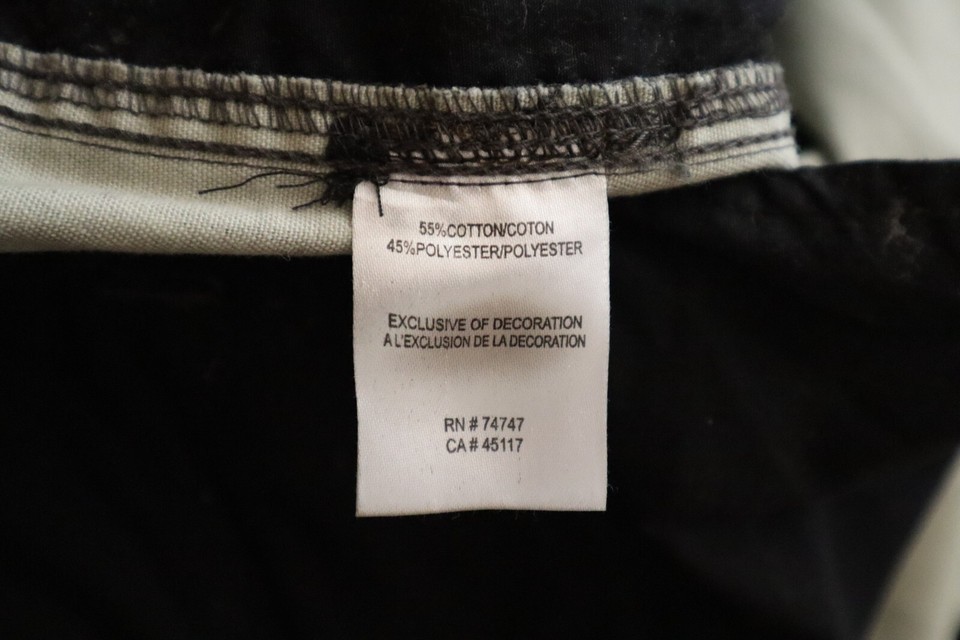 55%COTTON/COTON
45%POLYESTER/POLYESTER
EXCLUSIVE OF DECORATION
A L'EXCLUSION DE LA DECORATION
RN # 74747
CA # 45117